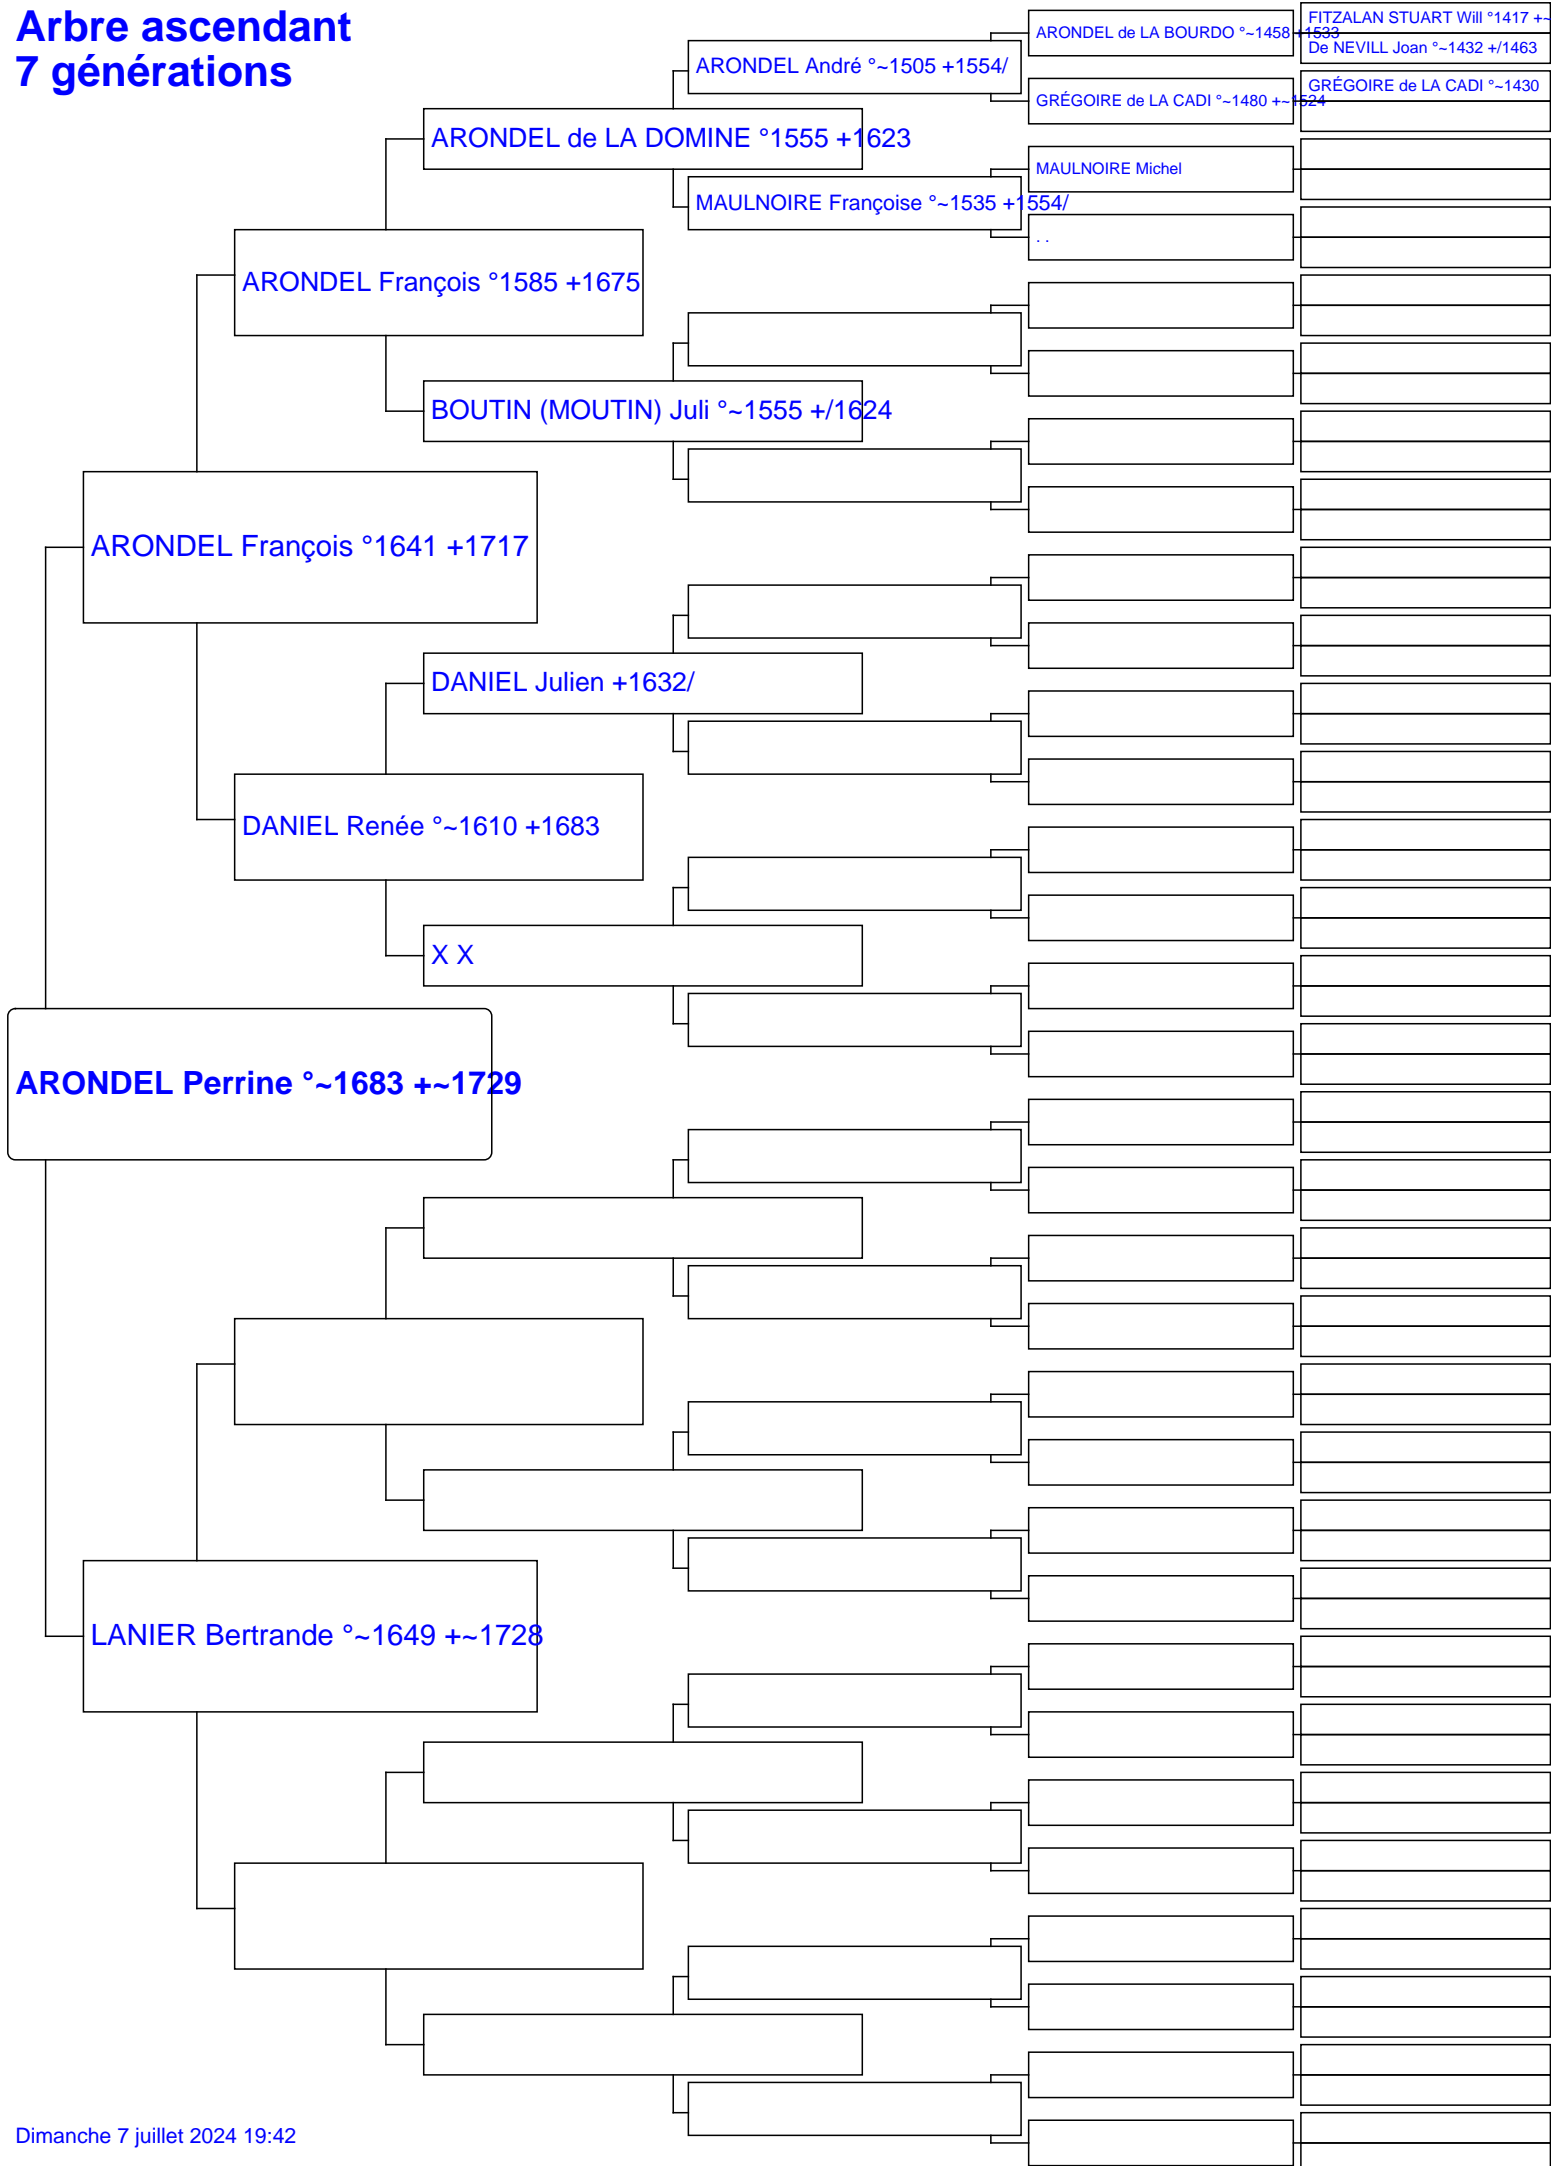 Arbre ascendant
7 générations
FITZALAN STUART Will °1417 +~
ARONDEL de LA BOURDO °~1458 +1533
De NEVILL Joan °~1432 +/1463
ARONDEL André °~1505 +1554/
GRÉGOIRE de LA CADI °~1430
GRÉGOIRE de LA CADI °~1480 +~1524
ARONDEL de LA DOMINE °1555 +1623
MAULNOIRE Michel
MAULNOIRE Françoise °~1535 +1554/
. .
ARONDEL François °1585 +1675
BOUTIN (MOUTIN) Juli °~1555 +/1624
ARONDEL François °1641 +1717
DANIEL Julien +1632/
DANIEL Renée °~1610 +1683
X X
ARONDEL Perrine °~1683 +~1729
LANIER Bertrande °~1649 +~1728
Dimanche 7 juillet 2024 19:42